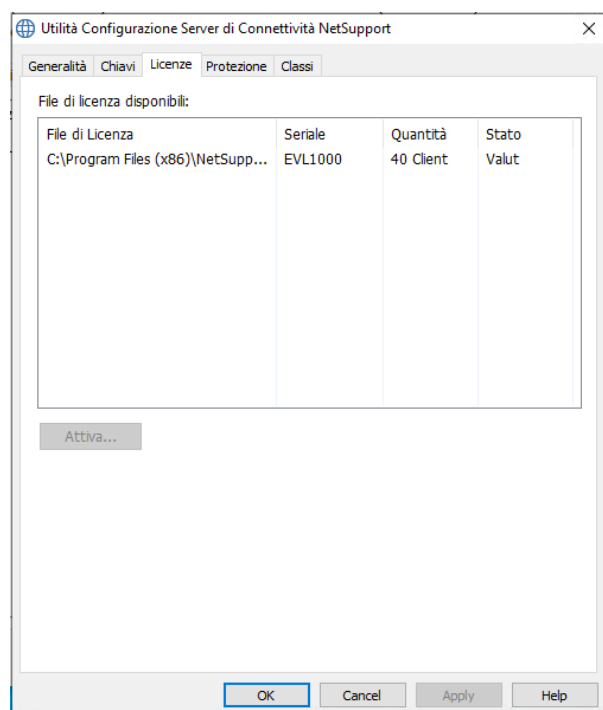 Utilità Configurazione Server di Connettività NetSupport
Generalità Chiavi Licenze Protezione Classi
File di licenza disponibili:
File di Licenza Seriale Quantità Stato
C:\Program Files (x86)\NetSupp... EVL1000 40 Client Valut
Attiva...
OK Cancel Apply Help